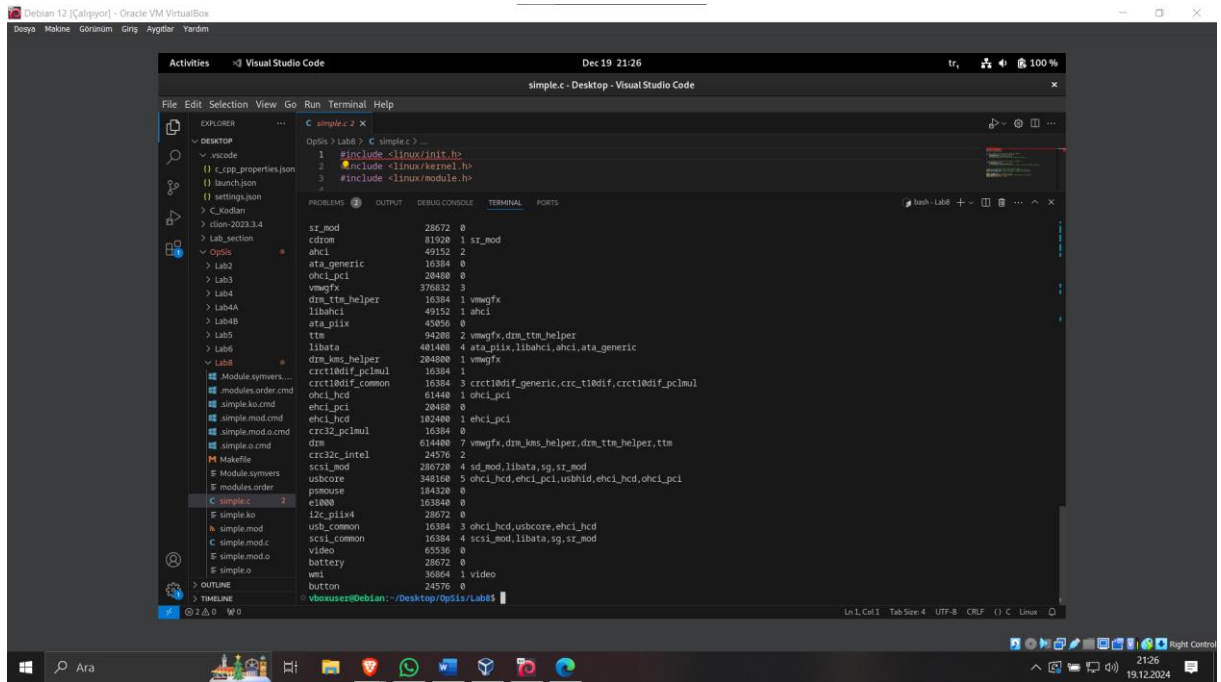 Debian 12 [Çalışıyor] - Oracle VM VirtualBox
Dosya Makine Görünüm Giriş Aygıtlar Yardım
Activities Visual Studio Code Dec 19 21:26 tr, 100 %
simple.c - Desktop - Visual Studio Code
File Edit Selection View Go Run Terminal Help
EXPLORER
DESKTOP
.vscode
c_cpp_properties.json
launch.json
settings.json
C_Kodlari
clion-2023.3.4
Lab_section
OpSis
Lab2
Lab3
Lab4
Lab4A
Lab4B
Lab5
Lab6
Lab8
.Module.symvers....
.modules.order.cmd
.simple.ko.cmd
.simple.mod.cmd
.simple.mod.o.cmd
.simple.o.cmd
Makefile
Module.symvers
modules.order
simple.c 2
simple.ko
simple.mod
simple.mod.c
simple.mod.o
simple.o
OUTLINE
TIMELINE
C simple.c 2 ×
OpSis > Lab8 > C simple.c > ...
1 #include <linux/init.h>
2 #include <linux/kernel.h>
3 #include <linux/module.h>
4
PROBLEMS 2 OUTPUT DEBUG CONSOLE TERMINAL PORTS bash - Lab8
sr_mod 28672 0
cdrom 81920 1 sr_mod
ahci 49152 2
ata_generic 16384 0
ohci_pci 20480 0
vmwgfx 376832 3
drm_ttm_helper 16384 1 vmwgfx
libahci 49152 1 ahci
ata_piix 45056 0
ttm 94208 2 vmwgfx,drm_ttm_helper
libata 401408 4 ata_piix,libahci,ahci,ata_generic
drm_kms_helper 204800 1 vmwgfx
crct10dif_pclmul 16384 1
crct10dif_common 16384 3 crct10dif_generic,crc_t10dif,crct10dif_pclmul
ohci_hcd 61440 1 ohci_pci
ehci_pci 20480 0
ehci_hcd 102400 1 ehci_pci
crc32_pclmul 16384 0
drm 614400 7 vmwgfx,drm_kms_helper,drm_ttm_helper,ttm
crc32c_intel 24576 2
scsi_mod 286720 4 sd_mod,libata,sg,sr_mod
usbcore 348160 5 ohci_hcd,ehci_pci,usbhid,ehci_hcd,ohci_pci
psmouse 184320 0
e1000 163840 0
i2c_piix4 28672 0
usb_common 16384 3 ohci_hcd,usbcore,ehci_hcd
scsi_common 16384 4 scsi_mod,libata,sg,sr_mod
video 65536 0
battery 28672 0
wmi 36864 1 video
button 24576 0
vboxuser@Debian:~/Desktop/OpSis/Lab8$
2 0 0 Ln 1, Col 1 Tab Size: 4 UTF-8 CRLF {} C Linux
Right Control
Ara
21:26
19.12.2024